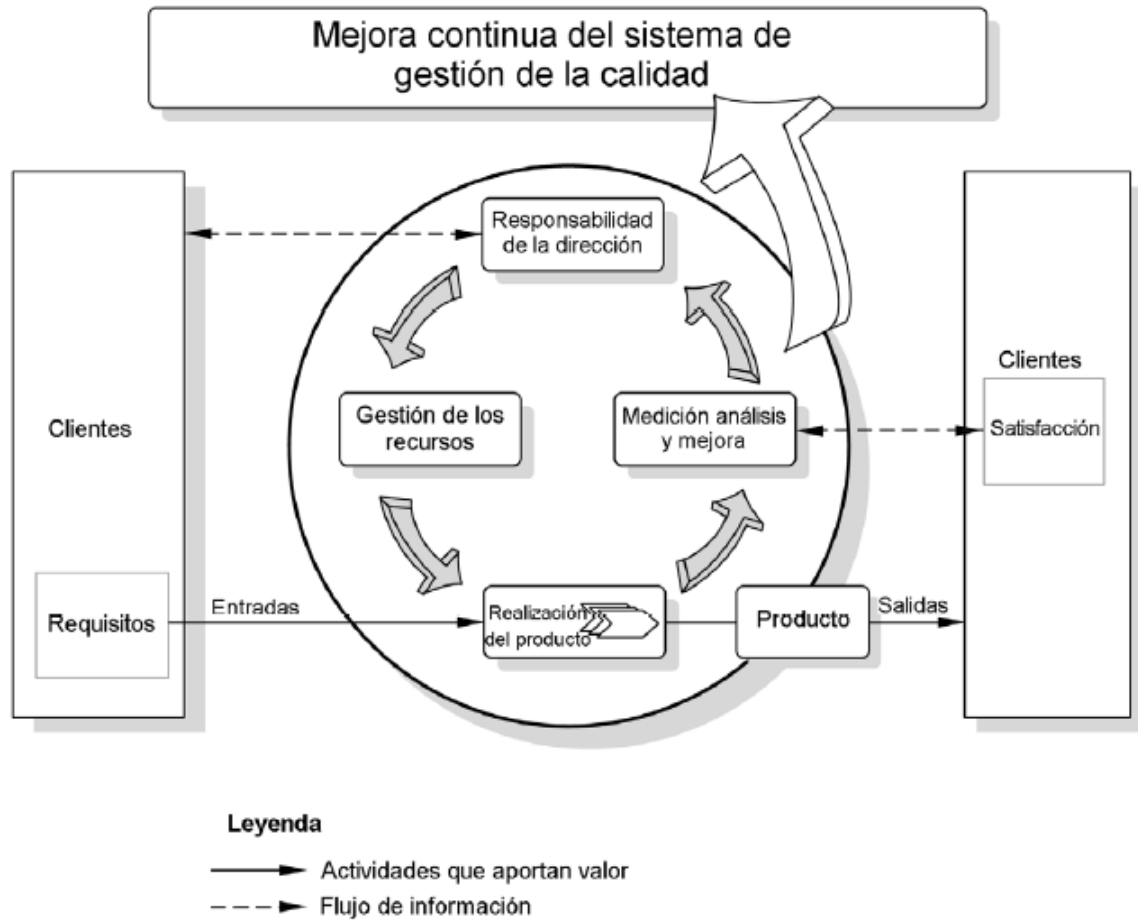 Mejora continua del sistema de
gestión de la calidad
Responsabilidad
de la dirección
Clientes
Gestión de los
recursos
Medición análisis
y mejora
Clientes
Satisfacción
Requisitos
Entradas
Realización
del producto
Producto
Salidas
Leyenda
Actividades que aportan valor
Flujo de información